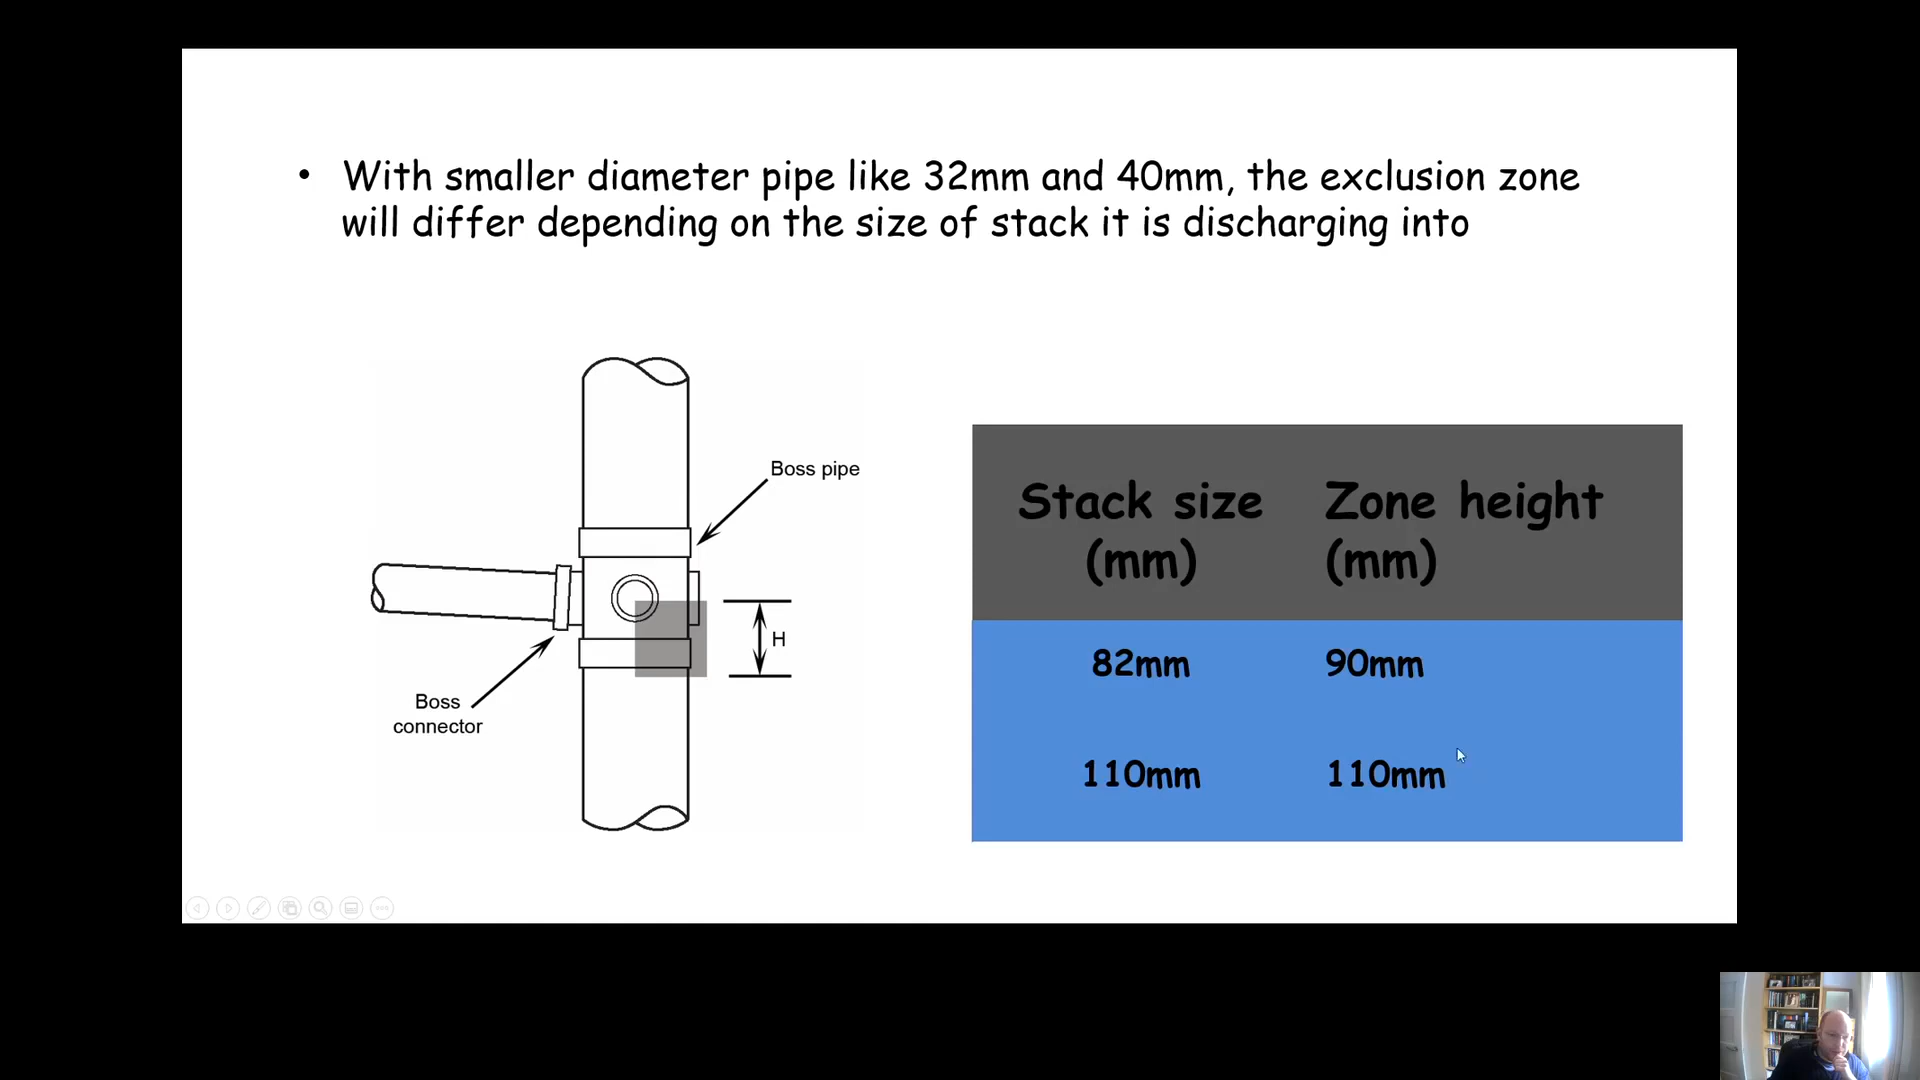 • With smaller diameter pipe like 32mm and 40mm, the exclusion zone
will differ depending on the size of stack it is discharging into
Boss pipe
H
Boss
connector
Stack size
(mm)
Zone height
(mm)
82mm 90mm
110mm 110mm